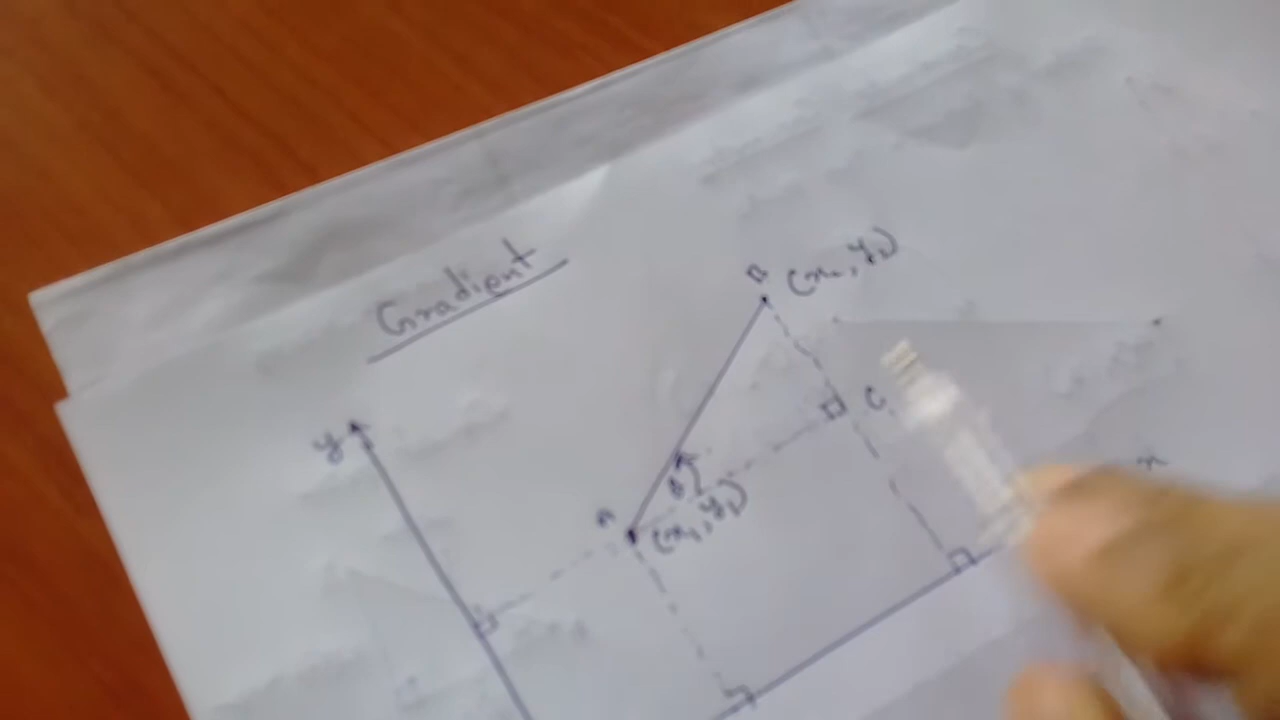 Gradient
B (x₂, y₂)
y
C
x
θ
A (x₁, y₁)